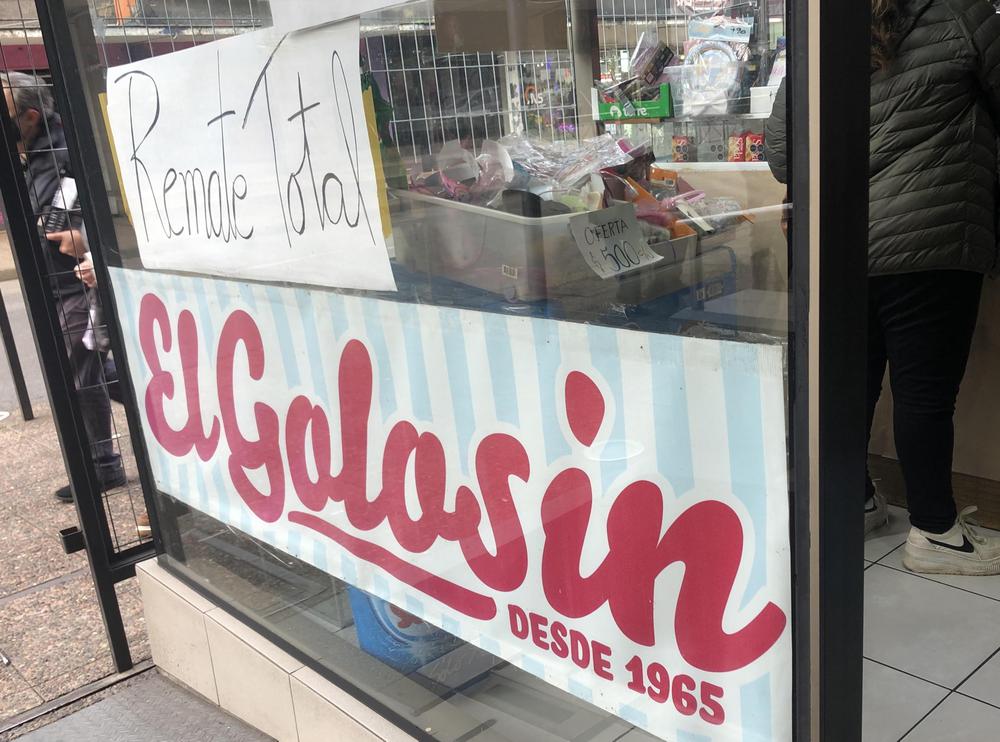 Remate Total
OFERTA
$500 c/u
El Golosin
DESDE 1965